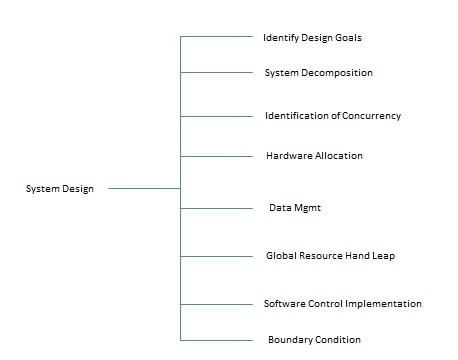 Identify Design Goals
System Decomposition
Identification of Concurrency
Hardware Allocation
System Design
Data Mgmt
Global Resource Hand Leap
Software Control Implementation
Boundary Condition